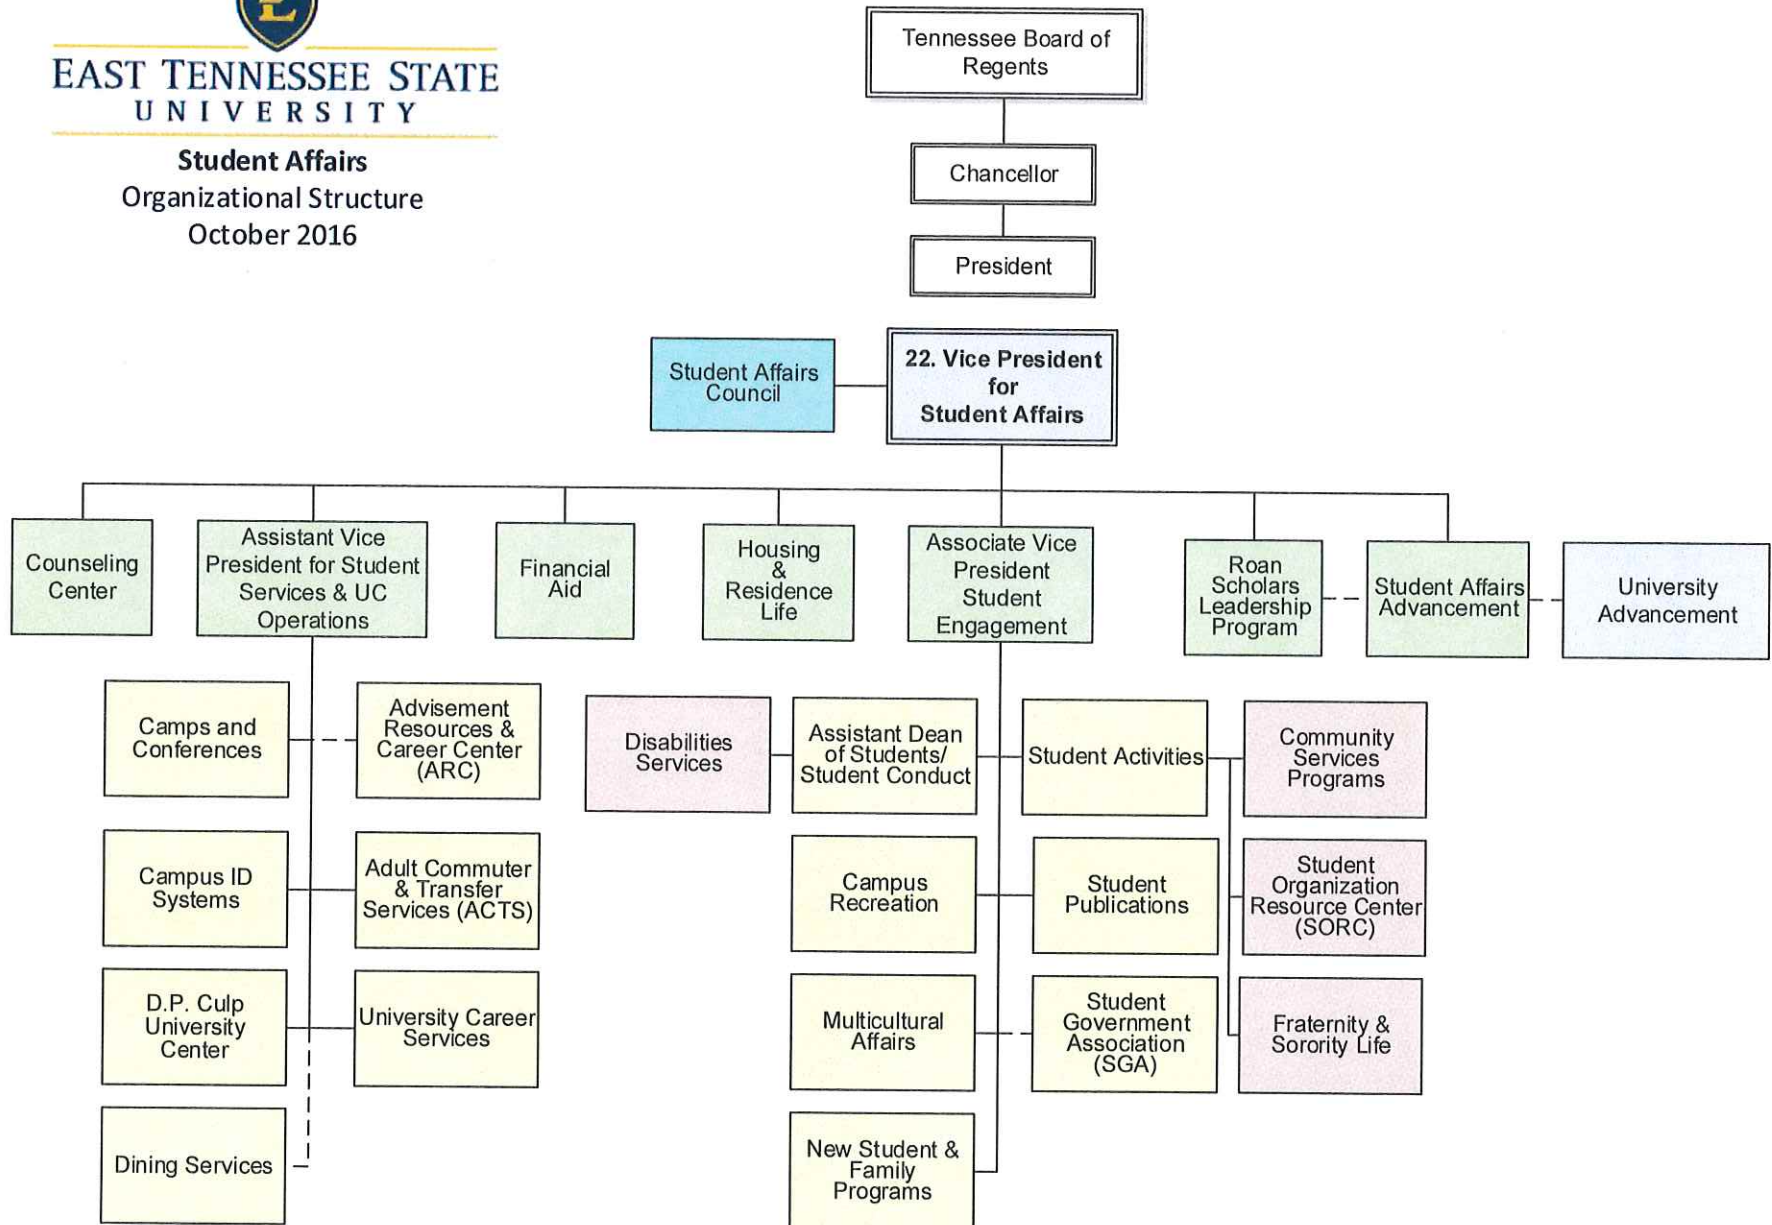 EAST TENNESSEE STATE
UNIVERSITY
Student Affairs
Organizational Structure
October 2016
Tennessee Board of
Regents
Chancellor
President
Student Affairs
Council
22. Vice President
for
Student Affairs
Counseling
Center
Assistant Vice
President for Student
Services & UC
Operations
Financial
Aid
Housing
&
Residence
Life
Associate Vice
President
Student
Engagement
Roan
Scholars
Leadership
Program
Student Affairs
Advancement
University
Advancement
Camps and
Conferences
Advisement
Resources &
Career Center
(ARC)
Disabilities
Services
Assistant Dean
of Students/
Student Conduct
Student Activities
Community
Services
Programs
Campus ID
Systems
Adult Commuter
& Transfer
Services (ACTS)
Campus
Recreation
Student
Publications
Student
Organization
Resource Center
(SORC)
D.P. Culp
University
Center
University Career
Services
Multicultural
Affairs
Student
Government
Association
(SGA)
Fraternity &
Sorority Life
Dining Services
New Student &
Family
Programs